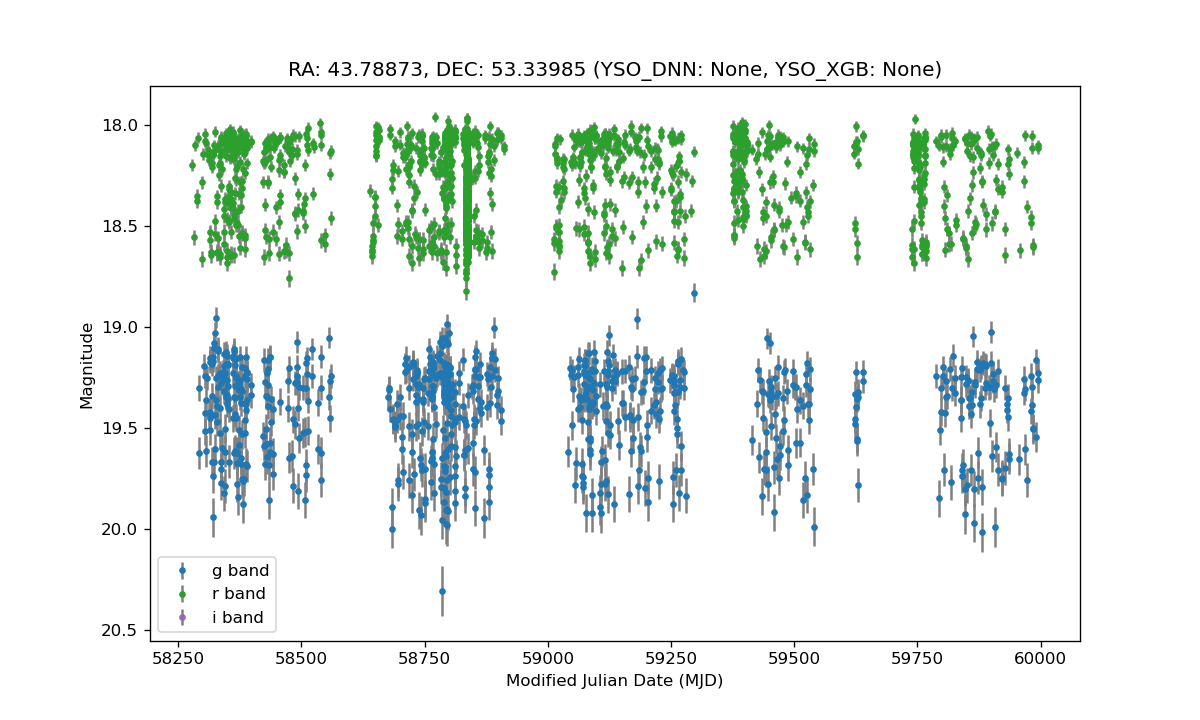 RA: 43.78873, DEC: 53.33985 (YSO_DNN: None, YSO_XGB: None)
18.0
18.5
19.0
19.5
20.0
20.5
Magnitude
g band
r band
i band
58250 58500 58750 59000 59250 59500 59750 60000
Modified Julian Date (MJD)